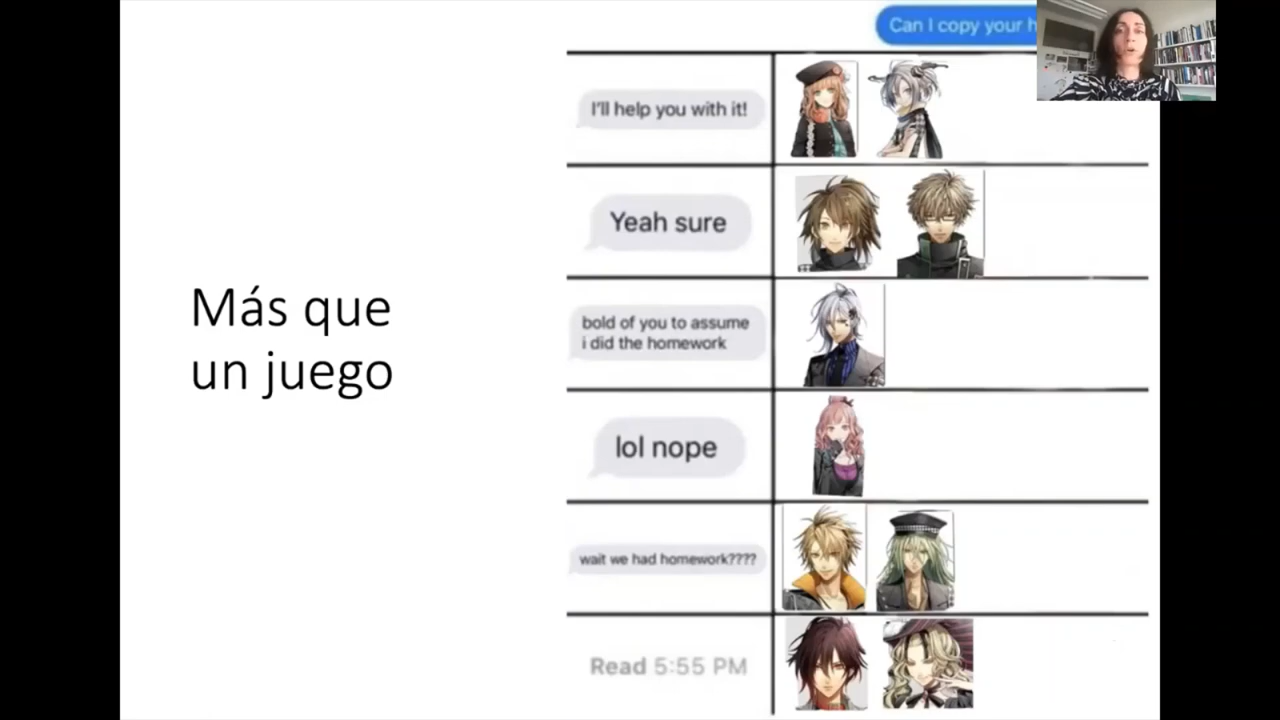 Can I copy your
I'll help you with it!
Yeah sure
bold of you to assume
i did the homework
lol nope
wait we had homework????
Read 5:55 PM
Más que
un juego